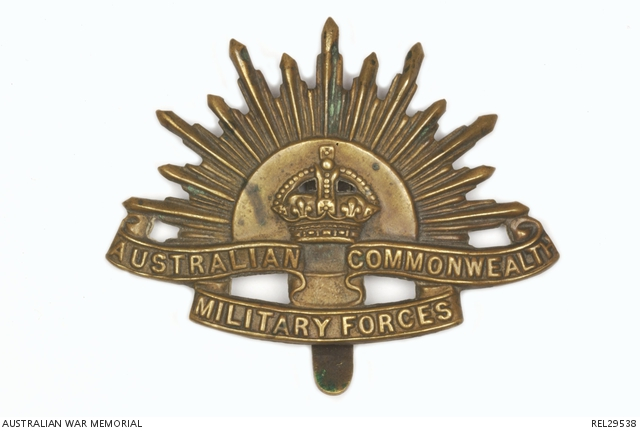 AUSTRALIAN COMMONWEALTH
MILITARY FORCES
AUSTRALIAN WAR MEMORIAL REL29538